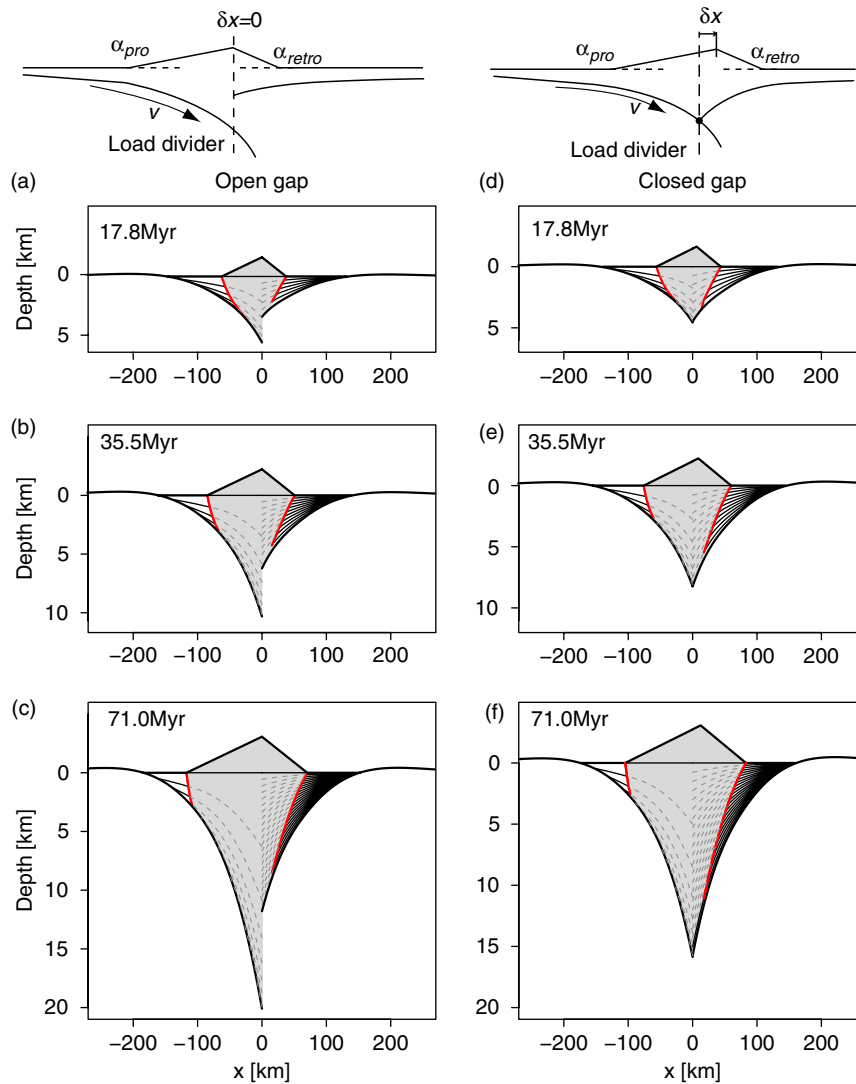 δx=0
α_pro
α_retro
v
Load divider
δx
α_pro
α_retro
v
Load divider
(a)
Open gap
17.8Myr
Depth [km]
0
5
−200 −100 0 100 200
(b)
35.5Myr
Depth [km]
0
5
10
−200 −100 0 100 200
(c)
71.0Myr
Depth [km]
0
5
10
15
20
−200 −100 0 100 200
x [km]
(d)
Closed gap
17.8Myr
0
5
−200 −100 0 100 200
(e)
35.5Myr
0
5
10
−200 −100 0 100 200
(f)
71.0Myr
0
5
10
15
20
−200 −100 0 100 200
x [km]